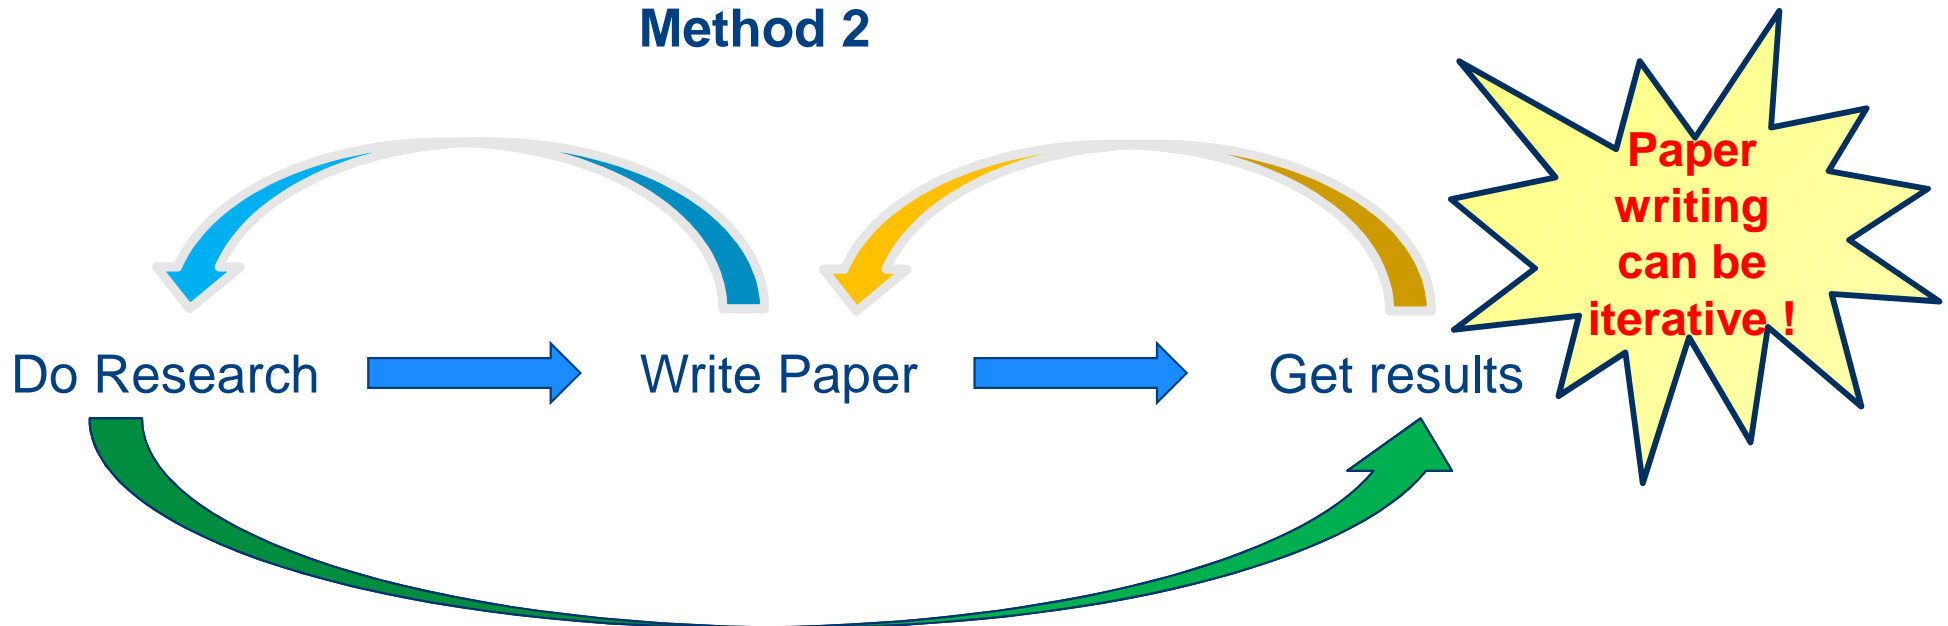 Method 2
Paper
writing
can be
iterative !
Do Research
Write Paper
Get results